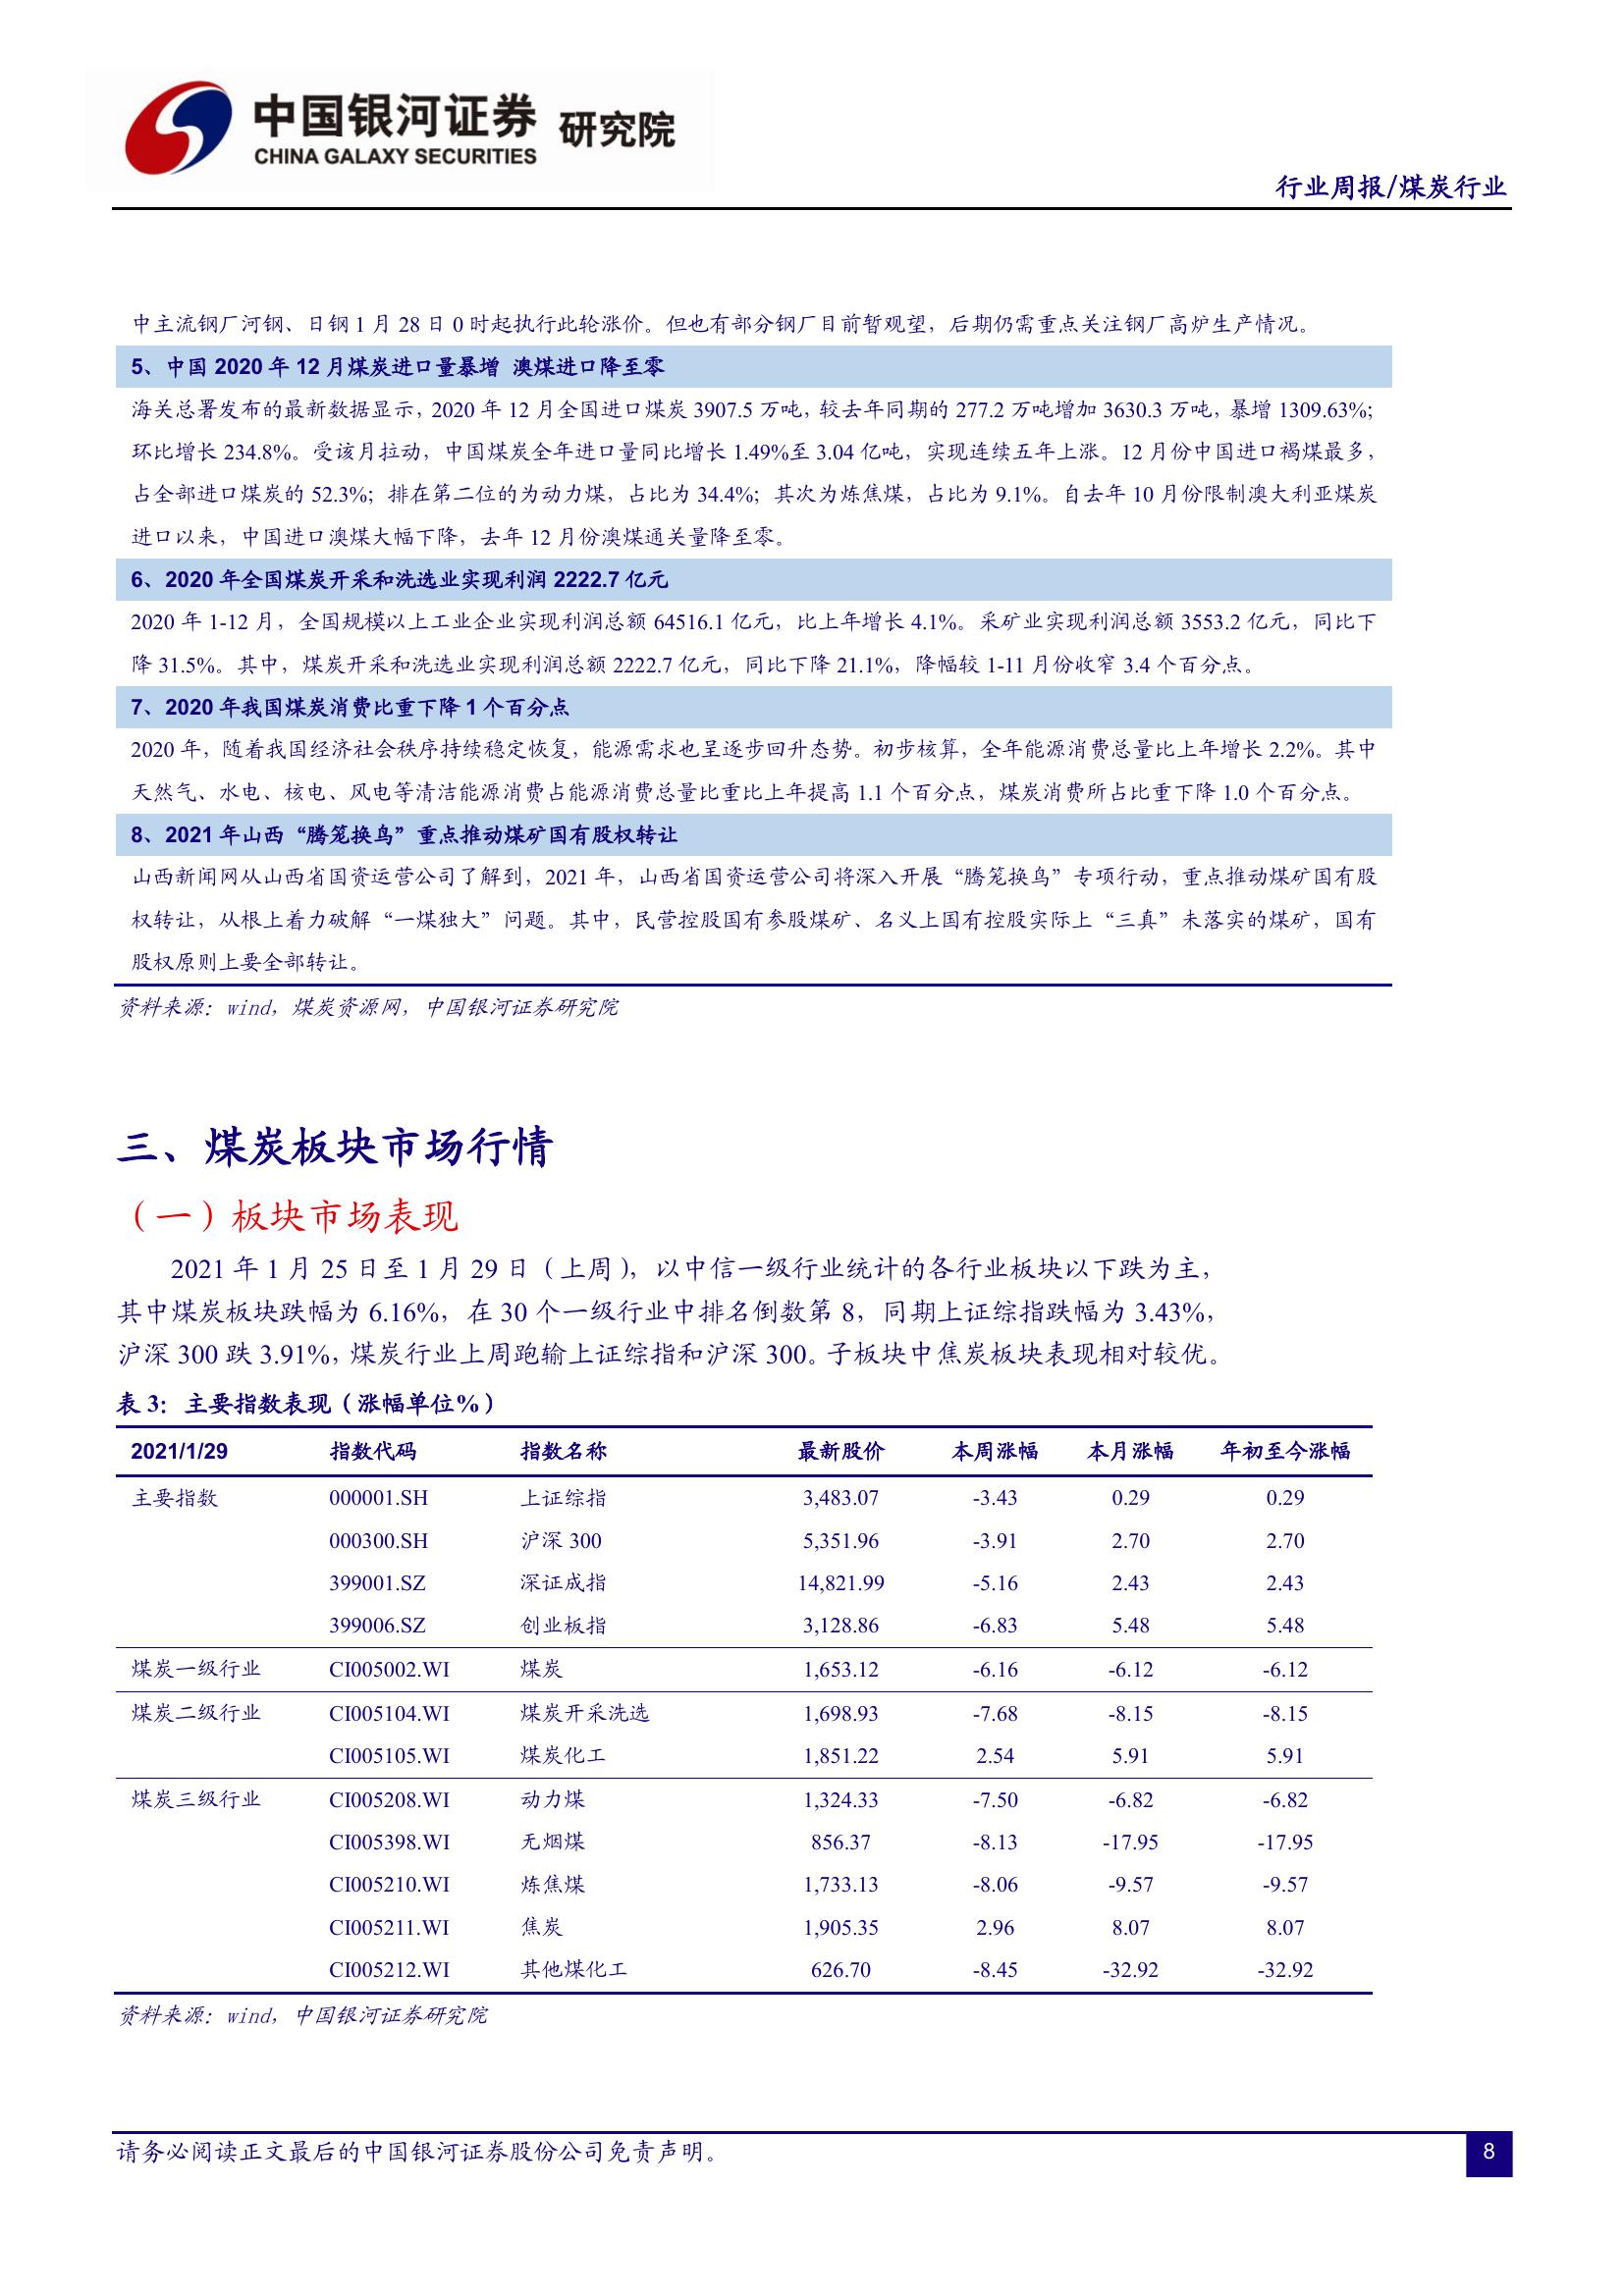 中国银河证券 研究院
CHINA GALAXY SECURITIES
行业周报/煤炭行业
中主流钢厂河钢、日钢 1 月 28 日 0 时起执行此轮涨价。但也有部分钢厂目前暂观望，后期仍需重点关注钢厂高炉生产情况。
5、中国 2020 年 12 月煤炭进口量暴增 澳煤进口降至零
海关总署发布的最新数据显示，2020 年 12 月全国进口煤炭 3907.5 万吨，较去年同期的 277.2 万吨增加 3630.3 万吨，暴增 1309.63%；
环比增长 234.8%。受该月拉动，中国煤炭全年进口量同比增长 1.49%至 3.04 亿吨，实现连续五年上涨。12 月份中国进口褐煤最多，
占全部进口煤炭的 52.3%；排在第二位的为动力煤，占比为 34.4%；其次为炼焦煤，占比为 9.1%。自去年 10 月份限制澳大利亚煤炭
进口以来，中国进口澳煤大幅下降，去年 12 月份澳煤通关量降至零。
6、2020 年全国煤炭开采和洗选业实现利润 2222.7 亿元
2020 年 1-12 月，全国规模以上工业企业实现利润总额 64516.1 亿元，比上年增长 4.1%。采矿业实现利润总额 3553.2 亿元，同比下
降 31.5%。其中，煤炭开采和洗选业实现利润总额 2222.7 亿元，同比下降 21.1%，降幅较 1-11 月份收窄 3.4 个百分点。
7、2020 年我国煤炭消费比重下降 1 个百分点
2020 年，随着我国经济社会秩序持续稳定恢复，能源需求也呈逐步回升态势。初步核算，全年能源消费总量比上年增长 2.2%。其中
天然气、水电、核电、风电等清洁能源消费占能源消费总量比重比上年提高 1.1 个百分点，煤炭消费所占比重下降 1.0 个百分点。
8、2021 年山西“腾笼换鸟”重点推动煤矿国有股权转让
山西新闻网从山西省国资运营公司了解到，2021 年，山西省国资运营公司将深入开展“腾笼换鸟”专项行动，重点推动煤矿国有股
权转让，从根上着力破解“一煤独大”问题。其中，民营控股国有参股煤矿、名义上国有控股实际上“三真”未落实的煤矿，国有
股权原则上要全部转让。
资料来源：wind，煤炭资源网，中国银河证券研究院
三、煤炭板块市场行情
（一）板块市场表现
2021 年 1 月 25 日至 1 月 29 日（上周），以中信一级行业统计的各行业板块以下跌为主，
其中煤炭板块跌幅为 6.16%，在 30 个一级行业中排名倒数第 8，同期上证综指跌幅为 3.43%，
沪深 300 跌 3.91%，煤炭行业上周跑输上证综指和沪深 300。子板块中焦炭板块表现相对较优。
表 3：主要指数表现（涨幅单位%）
2021/1/29 指数代码 指数名称 最新股价 本周涨幅 本月涨幅 年初至今涨幅
主要指数 000001.SH 上证综指 3,483.07 -3.43 0.29 0.29
000300.SH 沪深 300 5,351.96 -3.91 2.70 2.70
399001.SZ 深证成指 14,821.99 -5.16 2.43 2.43
399006.SZ 创业板指 3,128.86 -6.83 5.48 5.48
煤炭一级行业 CI005002.WI 煤炭 1,653.12 -6.16 -6.12 -6.12
煤炭二级行业 CI005104.WI 煤炭开采洗选 1,698.93 -7.68 -8.15 -8.15
CI005105.WI 煤炭化工 1,851.22 2.54 5.91 5.91
煤炭三级行业 CI005208.WI 动力煤 1,324.33 -7.50 -6.82 -6.82
CI005398.WI 无烟煤 856.37 -8.13 -17.95 -17.95
CI005210.WI 炼焦煤 1,733.13 -8.06 -9.57 -9.57
CI005211.WI 焦炭 1,905.35 2.96 8.07 8.07
CI005212.WI 其他煤化工 626.70 -8.45 -32.92 -32.92
资料来源：wind，中国银河证券研究院
请务必阅读正文最后的中国银河证券股份公司免责声明。
8